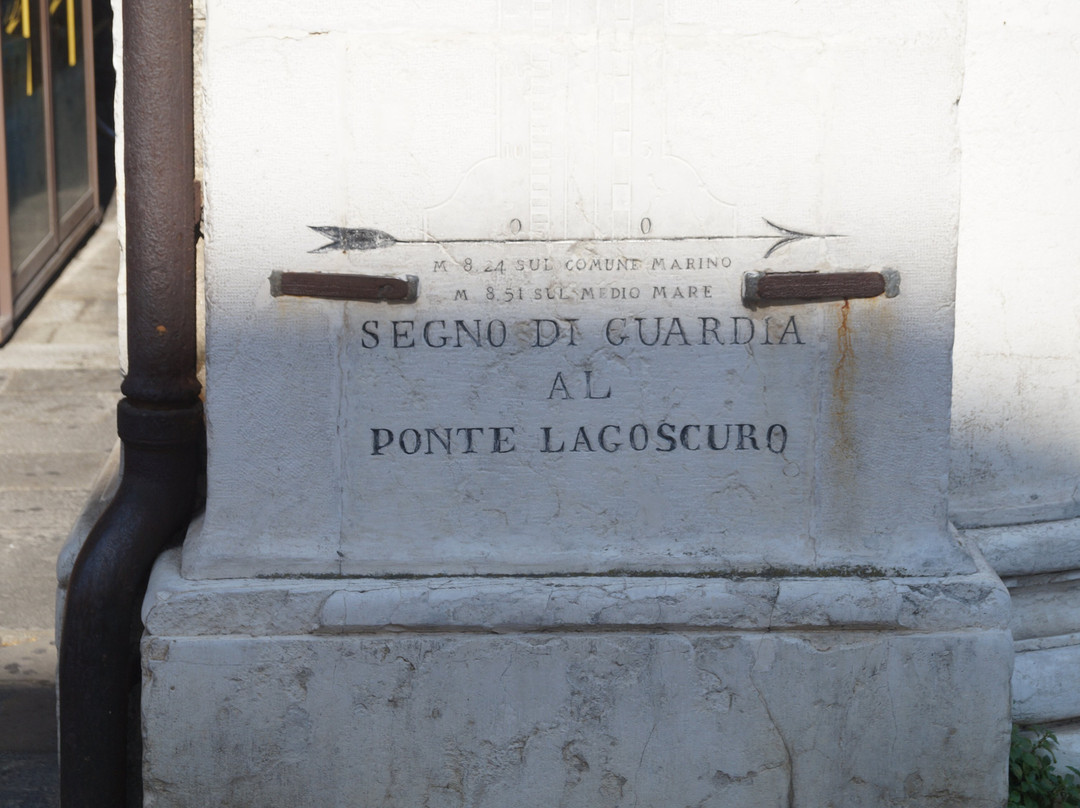 0 0
M 8.24 SUL COMUNE MARINO
M 8.51 SUL MEDIO MARE
SEGNO DI GUARDIA
AL
PONTE LAGOSCURO